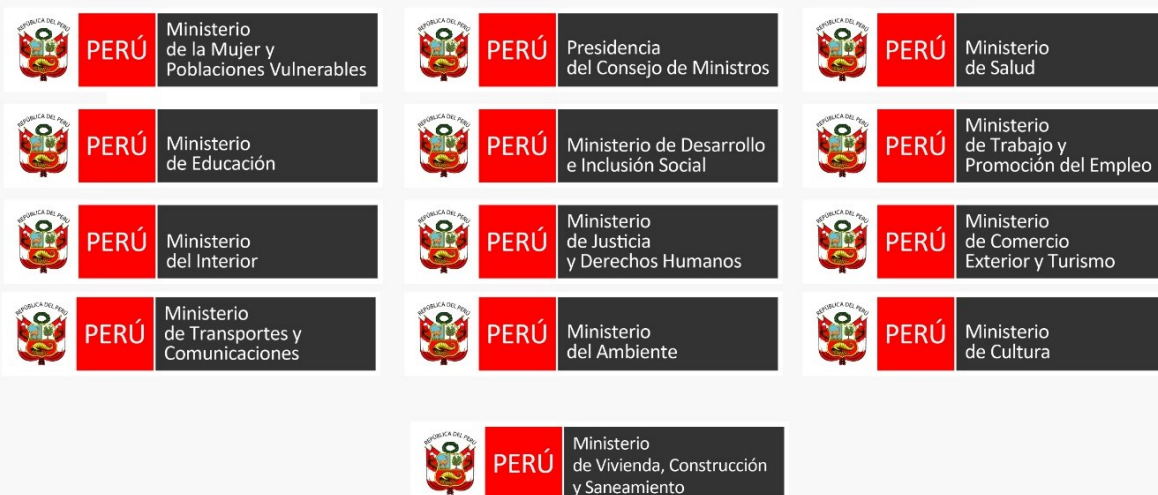 REPÚBLICA DEL PERÚ
PERÚ
Ministerio
de la Mujer y
Poblaciones Vulnerables
REPÚBLICA DEL PERÚ
PERÚ
Presidencia
del Consejo de Ministros
REPÚBLICA DEL PERÚ
PERÚ
Ministerio
de Salud
REPÚBLICA DEL PERÚ
PERÚ
Ministerio
de Educación
REPÚBLICA DEL PERÚ
PERÚ
Ministerio de Desarrollo
e Inclusión Social
REPÚBLICA DEL PERÚ
PERÚ
Ministerio
de Trabajo y
Promoción del Empleo
REPÚBLICA DEL PERÚ
PERÚ
Ministerio
del Interior
REPÚBLICA DEL PERÚ
PERÚ
Ministerio
de Justicia
y Derechos Humanos
REPÚBLICA DEL PERÚ
PERÚ
Ministerio
de Comercio
Exterior y Turismo
REPÚBLICA DEL PERÚ
PERÚ
Ministerio
de Transportes y
Comunicaciones
REPÚBLICA DEL PERÚ
PERÚ
Ministerio
del Ambiente
REPÚBLICA DEL PERÚ
PERÚ
Ministerio
de Cultura
REPÚBLICA DEL PERÚ
PERÚ
Ministerio
de Vivienda, Construcción
y Saneamiento